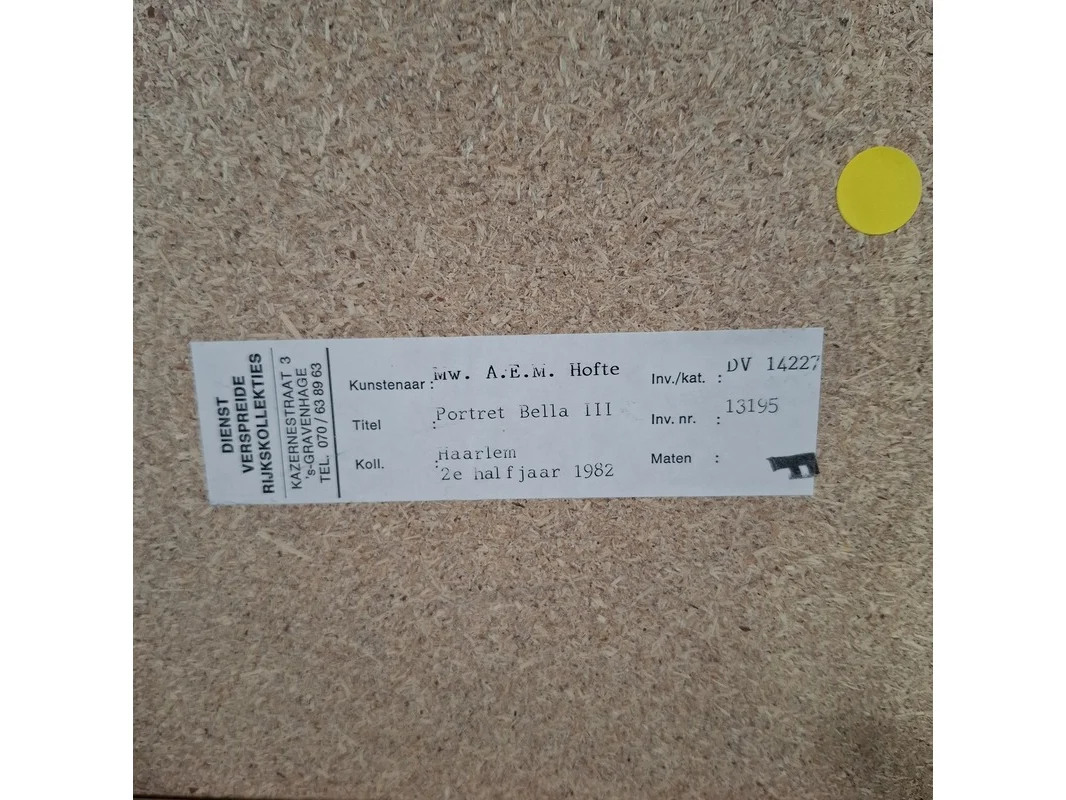 DIENST
VERSPREIDE
RIJKSKOLLEKTIES
KAZERNESTRAAT 3
's-GRAVENHAGE
TEL. 070/63 89 63
Kunstenaar : Mw. A.E.M. Hofte
Titel : Portret Bella III
Koll. : Haarlem
2e halfjaar 1982
Inv./kat. : DV 14227
Inv. nr. : 13195
Maten :